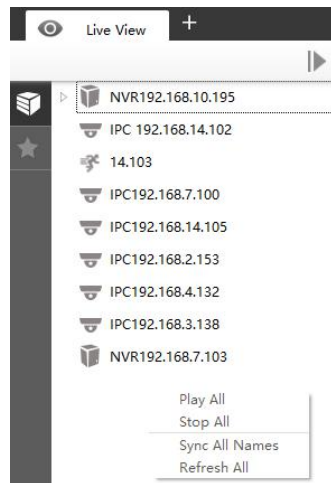 Live View +
NVR192.168.10.195
IPC 192.168.14.102
14.103
IPC192.168.7.100
IPC192.168.14.105
IPC192.168.2.153
IPC192.168.4.132
IPC192.168.3.138
NVR192.168.7.103
Play All
Stop All
Sync All Names
Refresh All